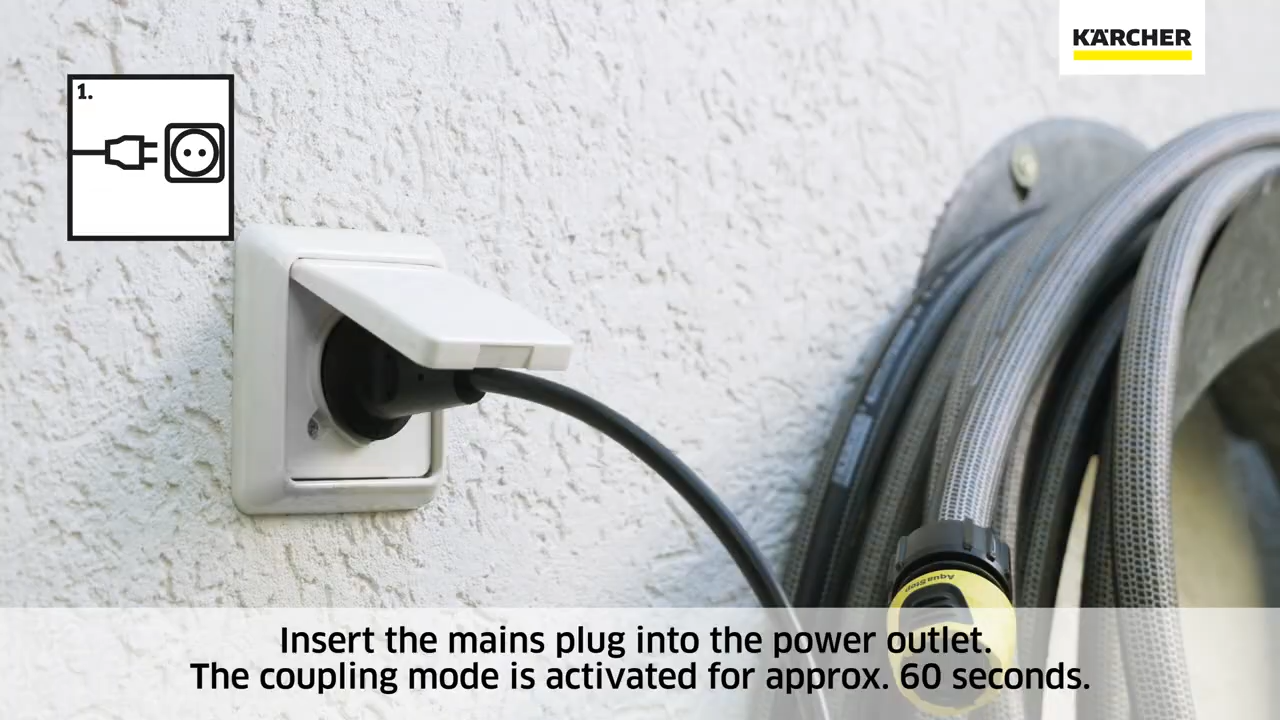 KÄRCHER
1.
AquaStop
Insert the mains plug into the power outlet.
The coupling mode is activated for approx. 60 seconds.